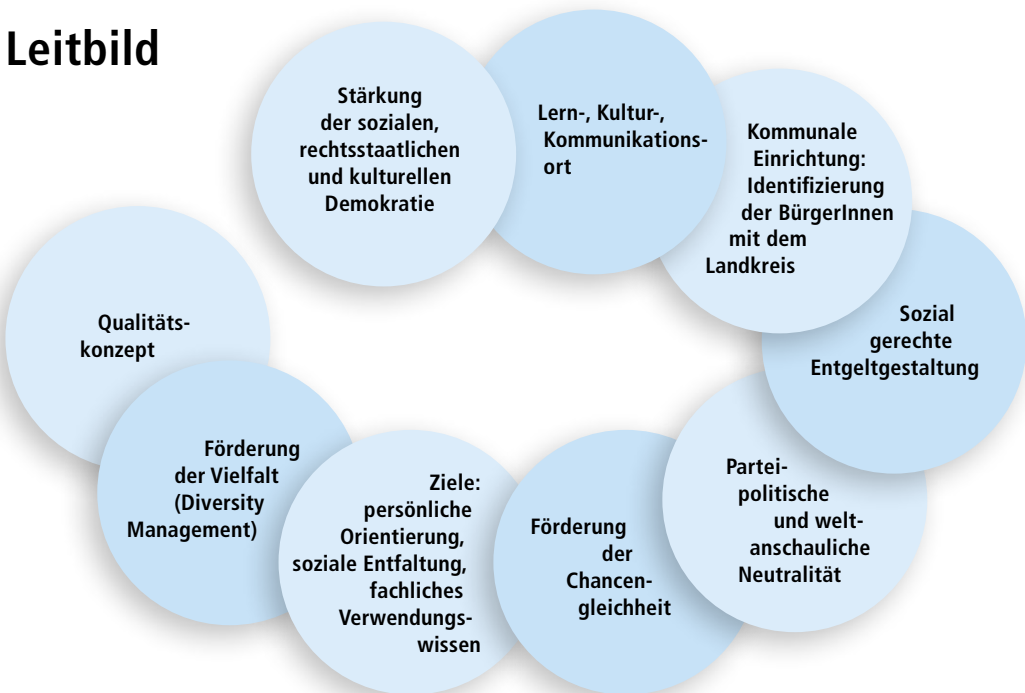 Leitbild
Stärkung
der sozialen,
rechtsstaatlichen
und kulturellen
Demokratie
Lern-, Kultur-,
Kommunikations-
ort
Kommunale
Einrichtung:
Identifizierung
der BürgerInnen
mit dem
Landkreis
Sozial
gerechte
Entgeltgestaltung
Partei-
politische
und welt-
anschauliche
Neutralität
Förderung
der
Chancen-
gleichheit
Ziele:
persönliche
Orientierung,
soziale Entfaltung,
fachliches
Verwendungs-
wissen
Förderung
der Vielfalt
(Diversity
Management)
Qualitäts-
konzept